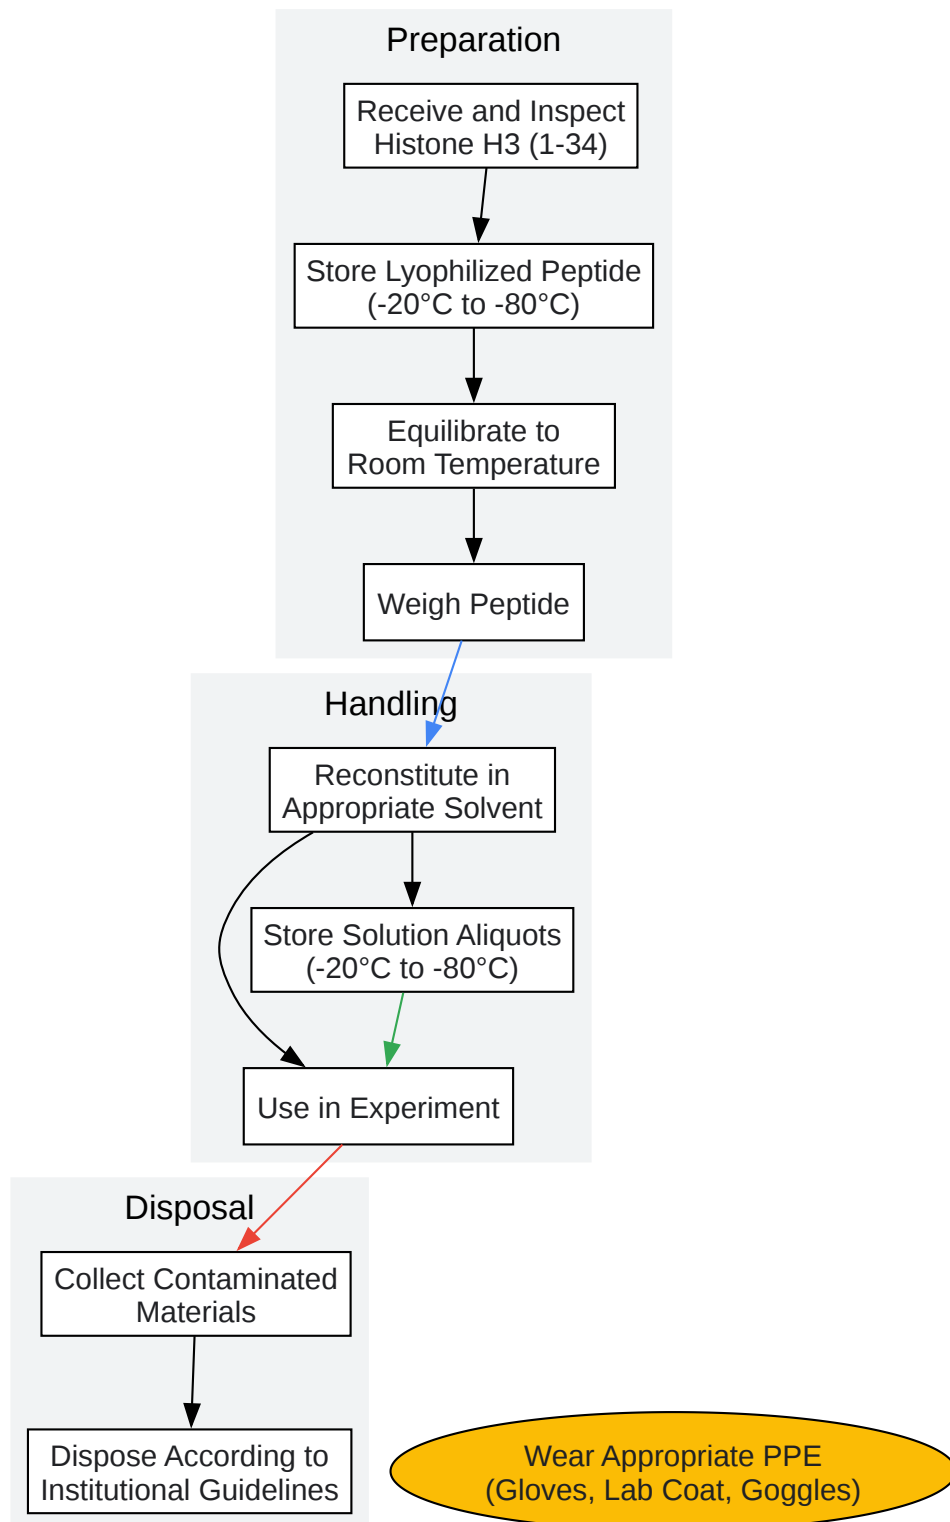 Preparation
Receive and Inspect
Histone H3 (1-34)
Store Lyophilized Peptide
(-20°C to -80°C)
Equilibrate to
Room Temperature
Weigh Peptide
Handling
Reconstitute in
Appropriate Solvent
Store Solution Aliquots
(-20°C to -80°C)
Use in Experiment
Disposal
Collect Contaminated
Materials
Dispose According to
Institutional Guidelines
Wear Appropriate PPE
(Gloves, Lab Coat, Goggles)